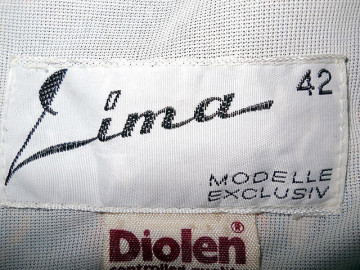 Lima 42
MODELLE
EXCLUSIV
Diolen®